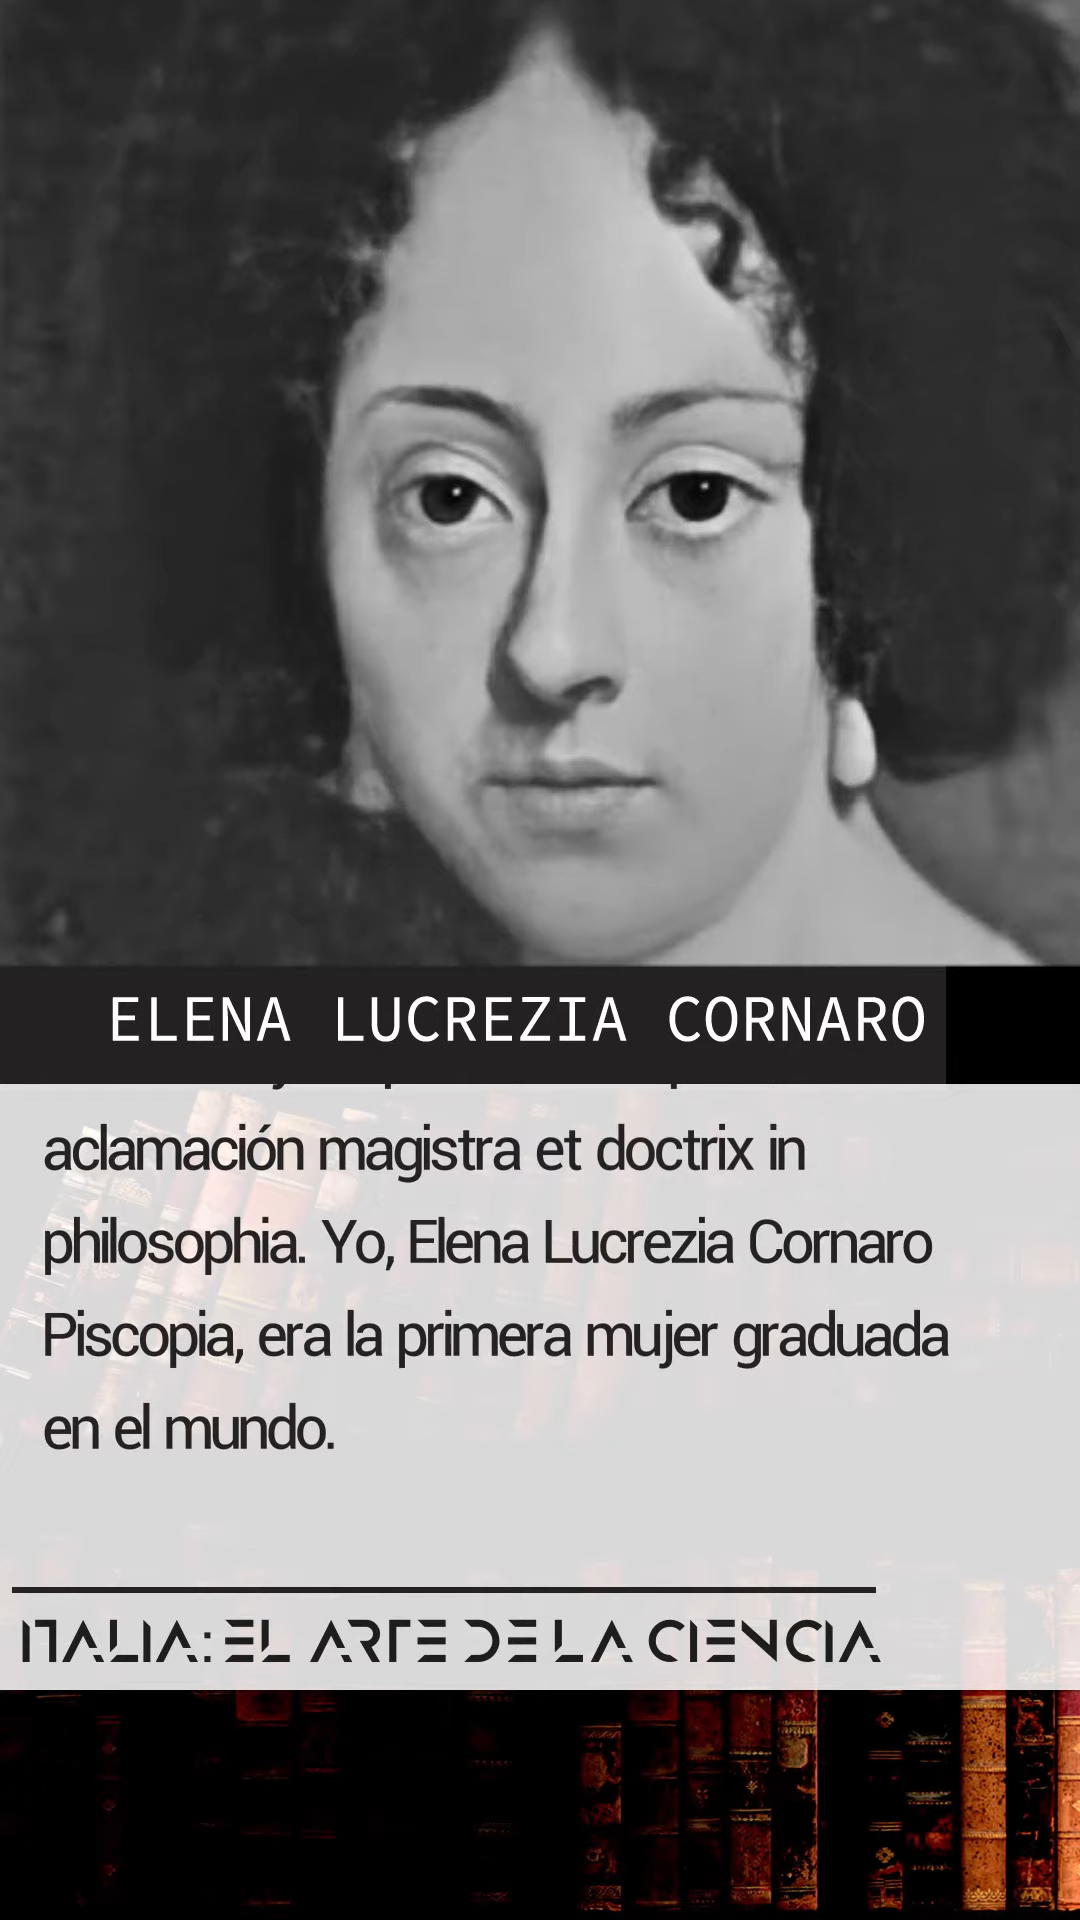 ELENA LUCREZIA CORNARO
aclamación magistra et doctrix in
philosophia. Yo, Elena Lucrezia Cornaro
Piscopia, era la primera mujer graduada
en el mundo.
ITALIA: EL ARTE DE LA CIENCIA